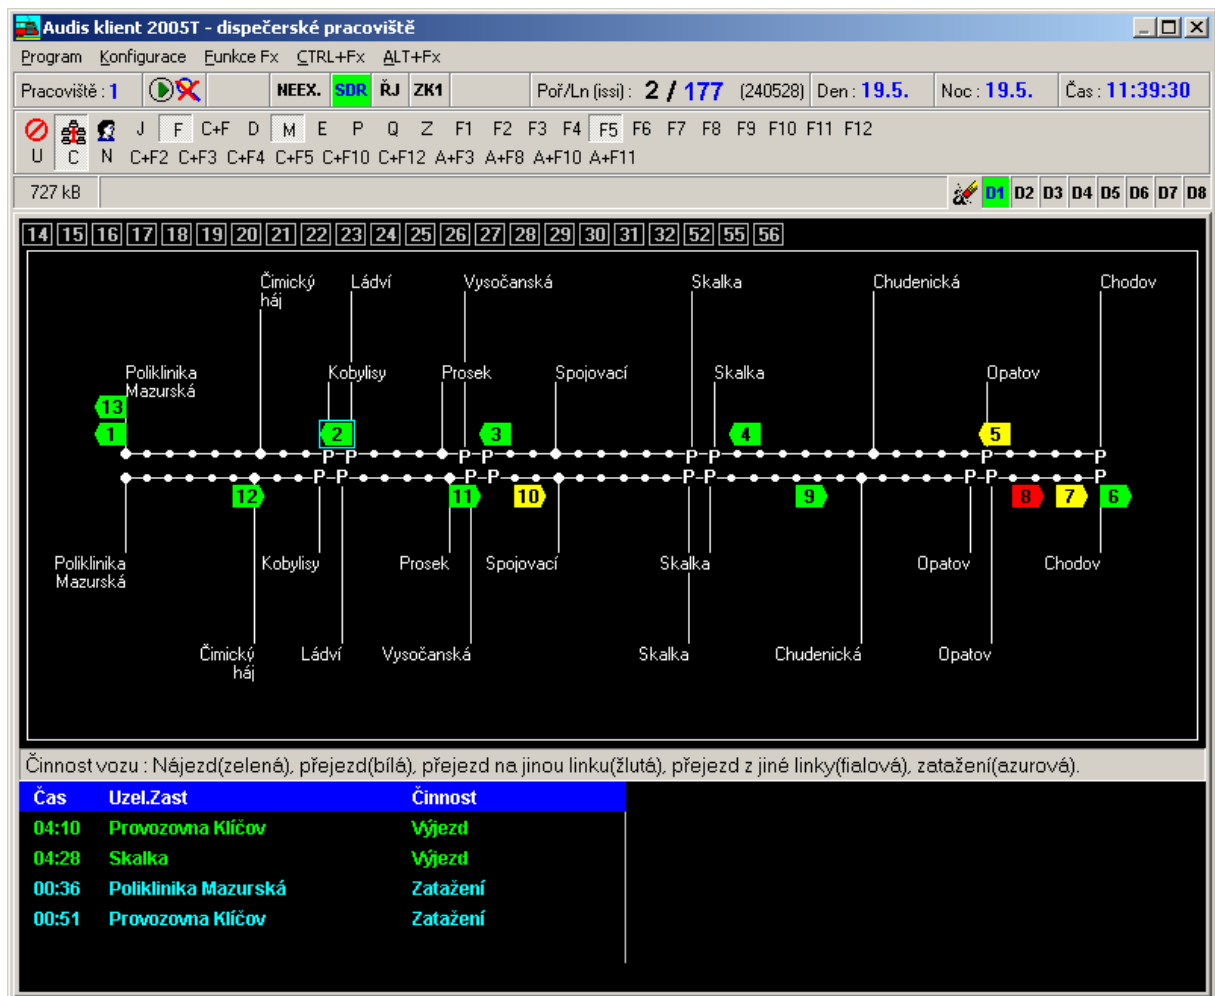 Audis klient 2005T - dispečerské pracoviště
Program Konfigurace Funkce Fx CTRL+Fx ALT+Fx
Pracoviště : 1 NEEX. SDR ŘJ ZK1 Poř/Ln (issi) : 2 / 177 (240528) Den : 19.5. Noc : 19.5. Čas : 11:39:30
J F C+F D M E P Q Z F1 F2 F3 F4 F5 F6 F7 F8 F9 F10 F11 F12
U C N C+F2 C+F3 C+F4 C+F5 C+F10 C+F12 A+F3 A+F8 A+F10 A+F11
727 kB D1 D2 D3 D4 D5 D6 D7 D8
14 15 16 17 18 19 20 21 22 23 24 25 26 27 28 29 30 31 32 52 55 56
Čimický háj Ládví Vysočanská Skalka Chudenická Chodov
Poliklinika Mazurská Kobylisy Prosek Spojovací Skalka Opatov
13
1 2 3 4 5
P P P P P P P P
P P P P P P P P P
12 11 10 9 8 7 6
Poliklinika Mazurská Kobylisy Prosek Spojovací Skalka Opatov Chodov
Čimický háj Ládví Vysočanská Skalka Chudenická Opatov
Činnost vozu : Nájezd(zelená), přejezd(bílá), přejezd na jinou linku(žlutá), přejezd z jiné linky(fialová), zatažení(azurová).
Čas Uzel.Zast Činnost
04:10 Provozovna Klíčov Výjezd
04:28 Skalka Výjezd
00:36 Poliklinika Mazurská Zatažení
00:51 Provozovna Klíčov Zatažení